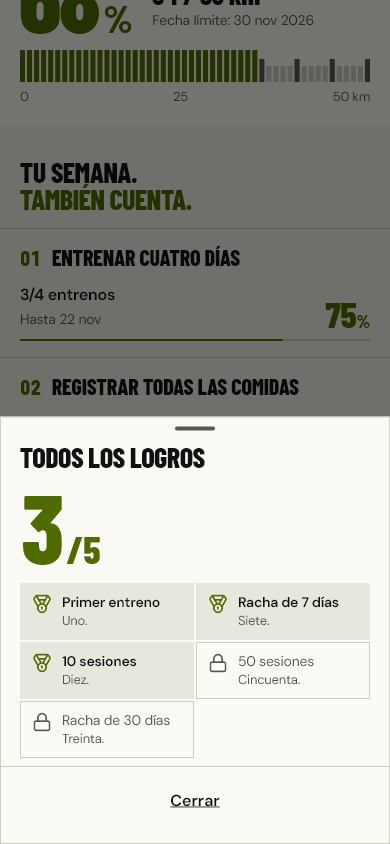 %
Fecha límite: 30 nov 2026
0
25
50 km
TU SEMANA.
TAMBIÉN CUENTA.
01 ENTRENAR CUATRO DÍAS
3/4 entrenos
Hasta 22 nov
75%
02 REGISTRAR TODAS LAS COMIDAS
TODOS LOS LOGROS
3/5
Primer entreno
Uno.
Racha de 7 días
Siete.
10 sesiones
Diez.
50 sesiones
Cincuenta.
Racha de 30 días
Treinta.
Cerrar